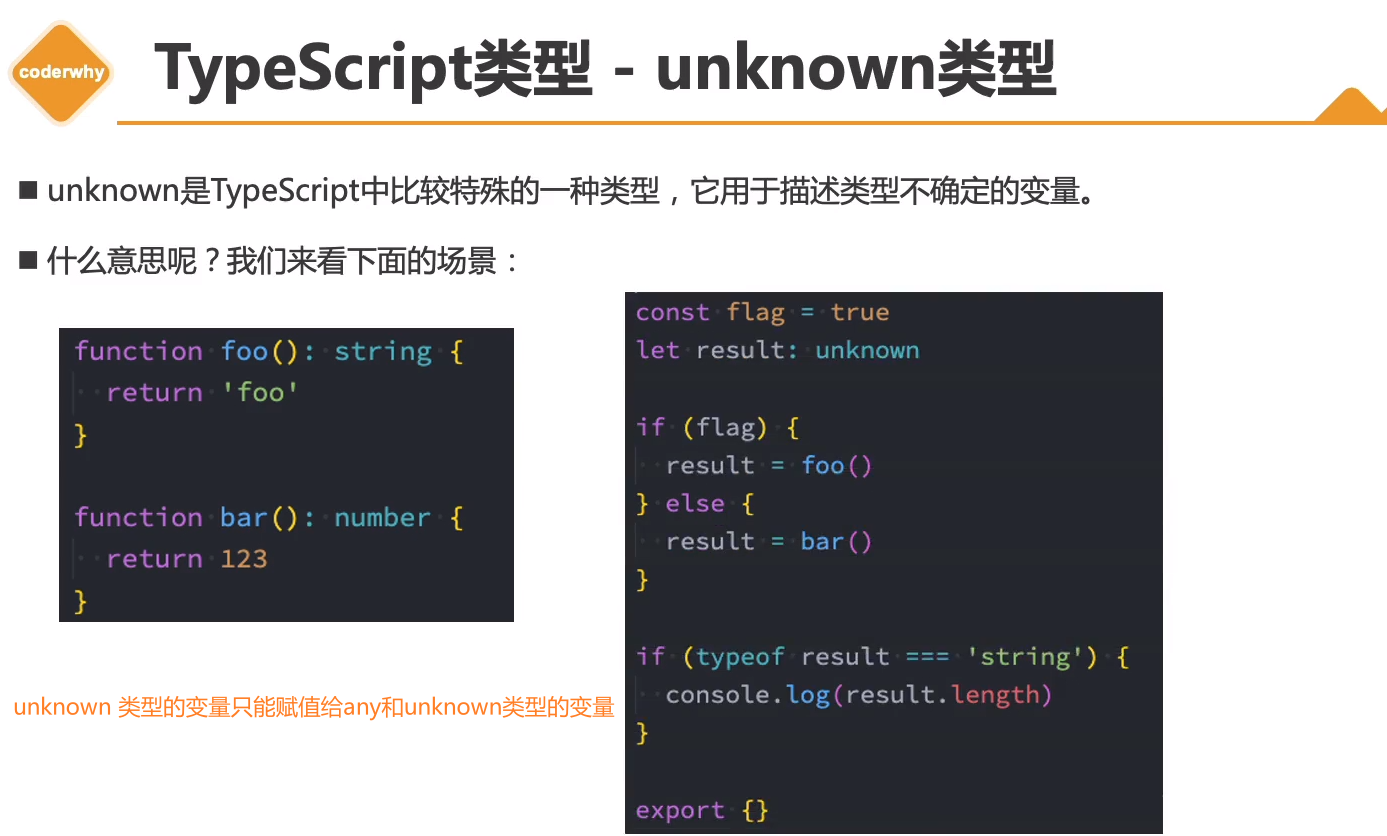 coderwhy
TypeScript类型 - unknown类型
unknown是TypeScript中比较特殊的一种类型，它用于描述类型不确定的变量。
什么意思呢？我们来看下面的场景：
function foo(): string {
  return 'foo'
}
function bar(): number {
  return 123
}
unknown 类型的变量只能赋值给any和unknown类型的变量
const flag = true
let result: unknown
if (flag) {
  result = foo()
} else {
  result = bar()
}
if (typeof result === 'string') {
  console.log(result.length)
}
export {}